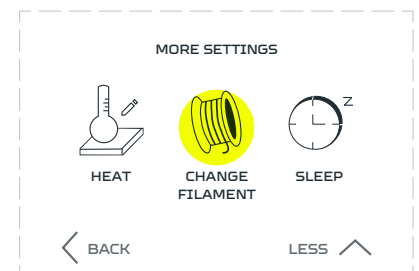 MORE SETTINGS
Z
HEAT
CHANGE
FILAMENT
SLEEP
BACK
LESS